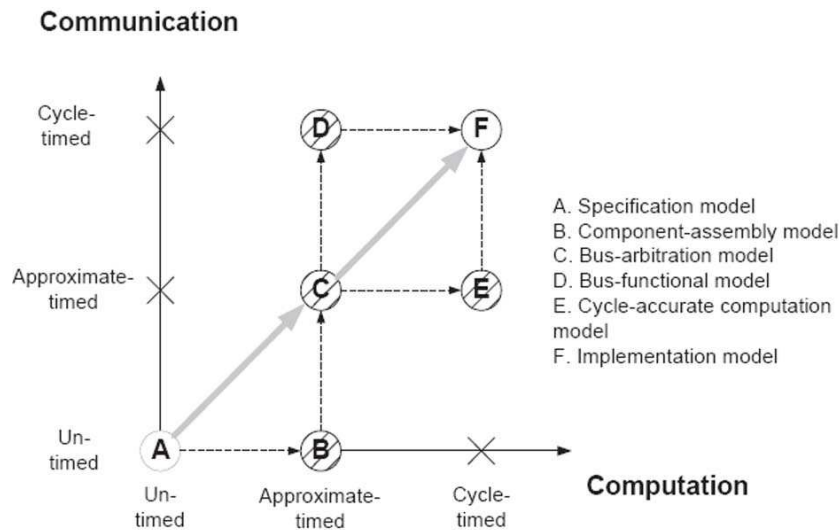 Communication
Cycle-
timed
D
F
A. Specification model
B. Component-assembly model
C. Bus-arbitration model
D. Bus-functional model
E. Cycle-accurate computation
model
F. Implementation model
Approximate-
timed
C
E
Un-
timed
A
B
Un-
timed
Approximate-
timed
Cycle-
timed
Computation